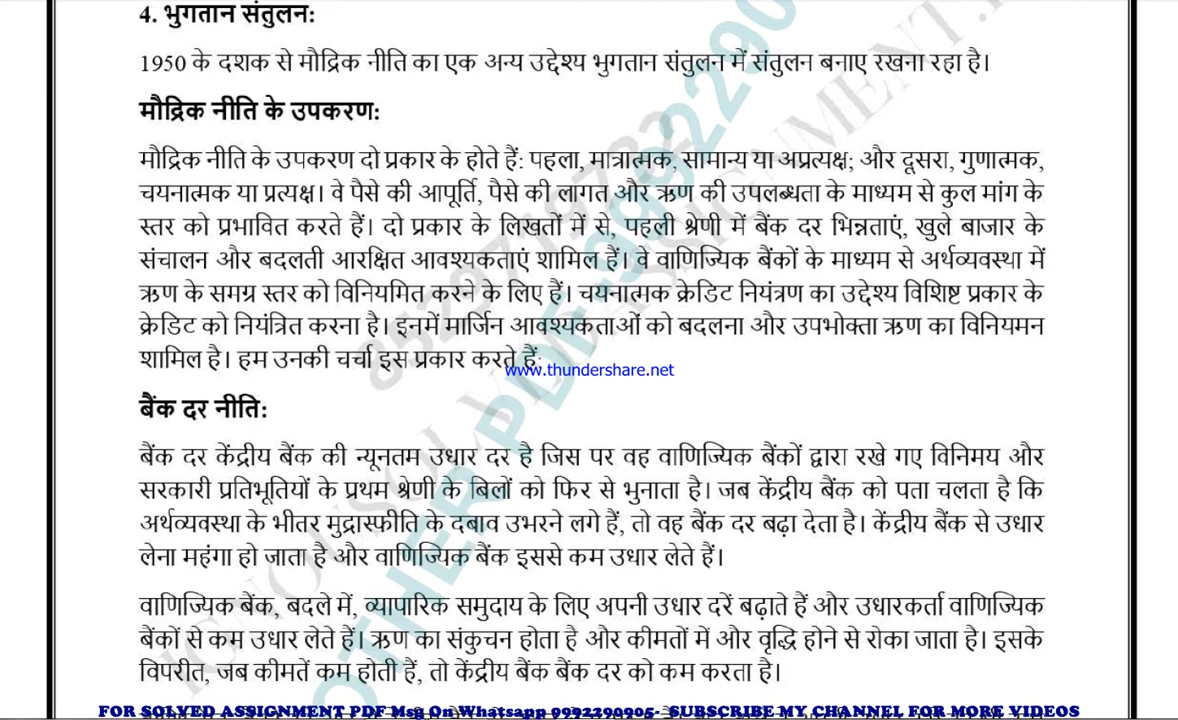 4. भुगतान संतुलन:
1950 के दशक से मौद्रिक नीति का एक अन्य उद्देश्य भुगतान संतुलन में संतुलन बनाए रखना रहा है।
मौद्रिक नीति के उपकरण:
मौद्रिक नीति के उपकरण दो प्रकार के होते हैं: पहला, मात्रात्मक, सामान्य या अप्रत्यक्ष; और दूसरा, गुणात्मक,
चयनात्मक या प्रत्यक्ष। वे पैसे की आपूर्ति, पैसे की लागत और ऋण की उपलब्धता के माध्यम से कुल मांग के
स्तर को प्रभावित करते हैं। दो प्रकार के लिखतों में से, पहली श्रेणी में बैंक दर भिन्नताएं, खुले बाजार के
संचालन और बदलती आरक्षित आवश्यकताएं शामिल हैं। वे वाणिज्यिक बैंकों के माध्यम से अर्थव्यवस्था में
ऋण के समग्र स्तर को विनियमित करने के लिए हैं। चयनात्मक क्रेडिट नियंत्रण का उद्देश्य विशिष्ट प्रकार के
क्रेडिट को नियंत्रित करना है। इनमें मार्जिन आवश्यकताओं को बदलना और उपभोक्ता ऋण का विनियमन
शामिल है। हम उनकी चर्चा इस प्रकार करते हैं:
www.thundershare.net
बैंक दर नीति:
बैंक दर केंद्रीय बैंक की न्यूनतम उधार दर है जिस पर वह वाणिज्यिक बैंकों द्वारा रखे गए विनिमय और
सरकारी प्रतिभूतियों के प्रथम श्रेणी के बिलों को फिर से भुनाता है। जब केंद्रीय बैंक को पता चलता है कि
अर्थव्यवस्था के भीतर मुद्रास्फीति के दबाव उभरने लगे हैं, तो वह बैंक दर बढ़ा देता है। केंद्रीय बैंक से उधार
लेना महंगा हो जाता है और वाणिज्यिक बैंक इससे कम उधार लेते हैं।
वाणिज्यिक बैंक, बदले में, व्यापारिक समुदाय के लिए अपनी उधार दरें बढ़ाते हैं और उधारकर्ता वाणिज्यिक
बैंकों से कम उधार लेते हैं। ऋण का संकुचन होता है और कीमतों में और वृद्धि होने से रोका जाता है। इसके
विपरीत, जब कीमतें कम होती हैं, तो केंद्रीय बैंक बैंक दर को कम करता है।
FOR SOLVED ASSIGNMENT PDF Msg On Whatsapp 9992290905- SUBSCRIBE MY CHANNEL FOR MORE VIDEOS